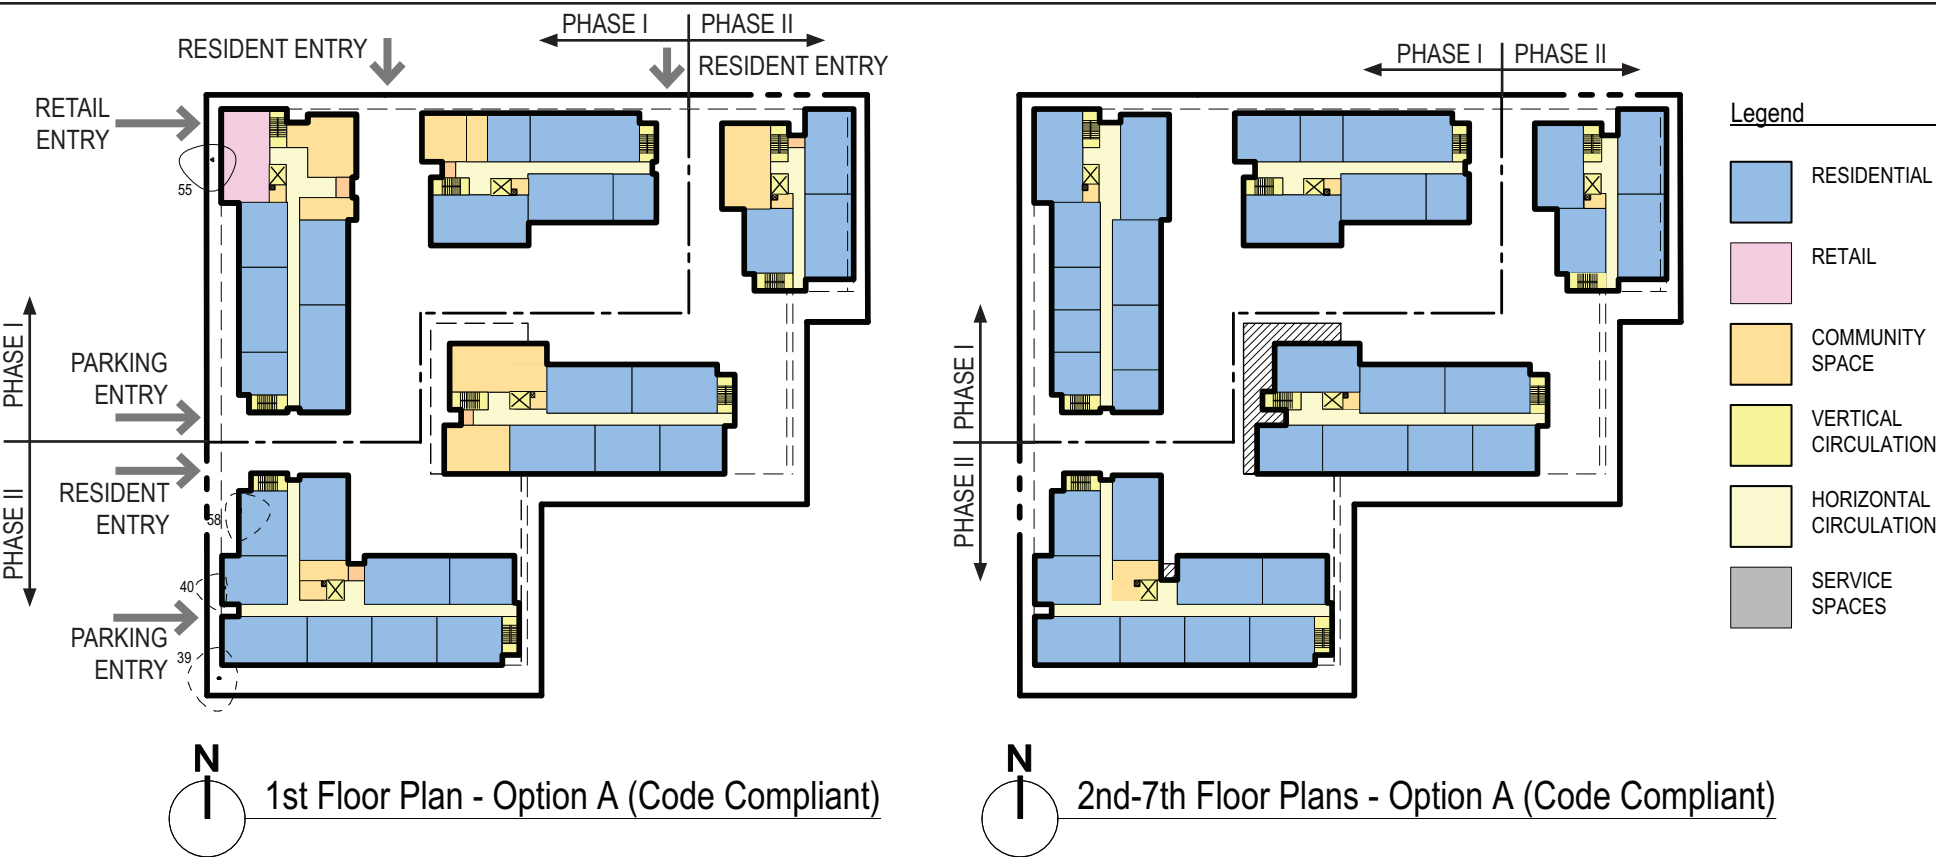 PHASE I
PHASE II
RESIDENT ENTRY
RESIDENT ENTRY
RETAIL
ENTRY
55
PHASE I
PARKING
ENTRY
RESIDENT
ENTRY
58
PHASE II
40
PARKING
ENTRY
39
N
1st Floor Plan - Option A (Code Compliant)
PHASE I
PHASE II
PHASE I
PHASE II
N
2nd-7th Floor Plans - Option A (Code Compliant)
Legend
RESIDENTIAL
RETAIL
COMMUNITY
SPACE
VERTICAL
CIRCULATION
HORIZONTAL
CIRCULATION
SERVICE
SPACES